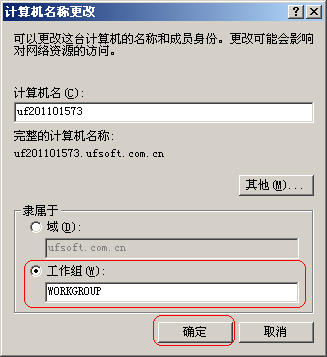 计算机名称更改
可以更改这台计算机的名称和成员身份。更改可能会影响
对网络资源的访问。
计算机名(C):
uf201101573
完整的计算机名称:
uf201101573.ufsoft.com.cn
其他(M)...
隶属于
域(D):
ufsoft.com.cn
工作组(W):
WORKGROUP
确定
取消